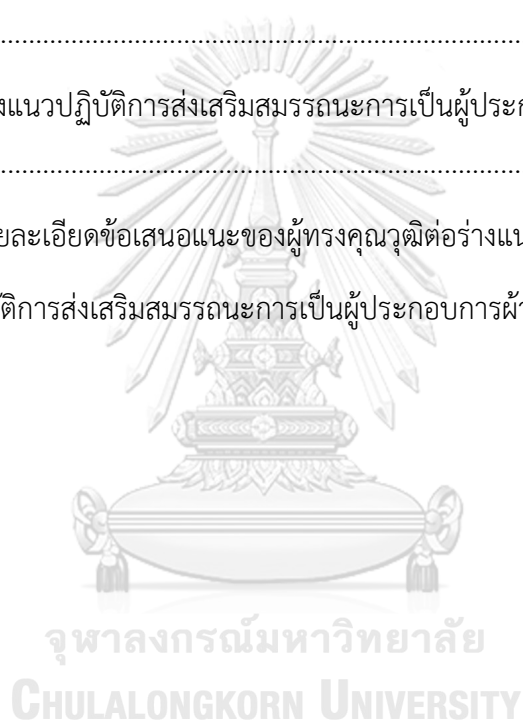 ........................................................................................................
งแนวปฏิบัติการส่งเสริมสมรรถนะการเป็นผู้ประก
........................................................................................................
ยละเอียดข้อเสนอแนะของผู้ทรงคุณวุฒิต่อร่างแน
ัติการส่งเสริมสมรรถนะการเป็นผู้ประกอบการผ้า
จุฬาลงกรณ์มหาวิทยาลัย
CHULALONGKORN UNIVERSITY